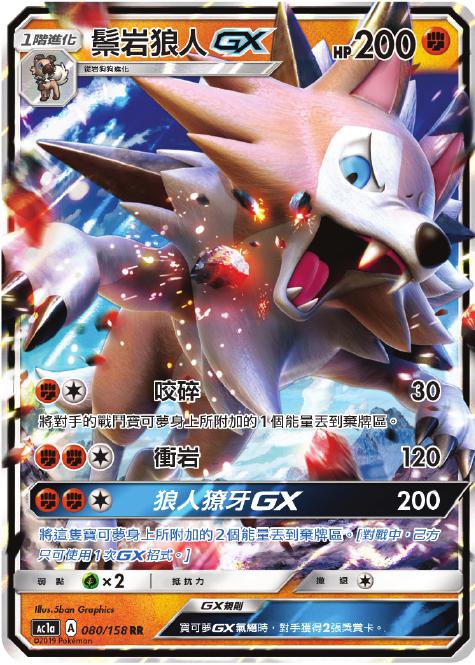 1階進化 鬃岩狼人GX HP200
從岩狗狗進化
咬碎 30
將對手的戰鬥寶可夢身上所附加的1個能量丟到棄牌區。
衝岩 120
狼人獠牙GX 200
將這隻寶可夢身上所附加的2個能量丟到棄牌區。[對戰中,己方
只可使用1次GX招式。]
弱點 ×2 抵抗力 撤退
Illus.5ban Graphics
GX規則
AC1a A 080/158 RR
寶可夢GX氣絕時,對手獲得2張獎賞卡。
©2019 Pokémon